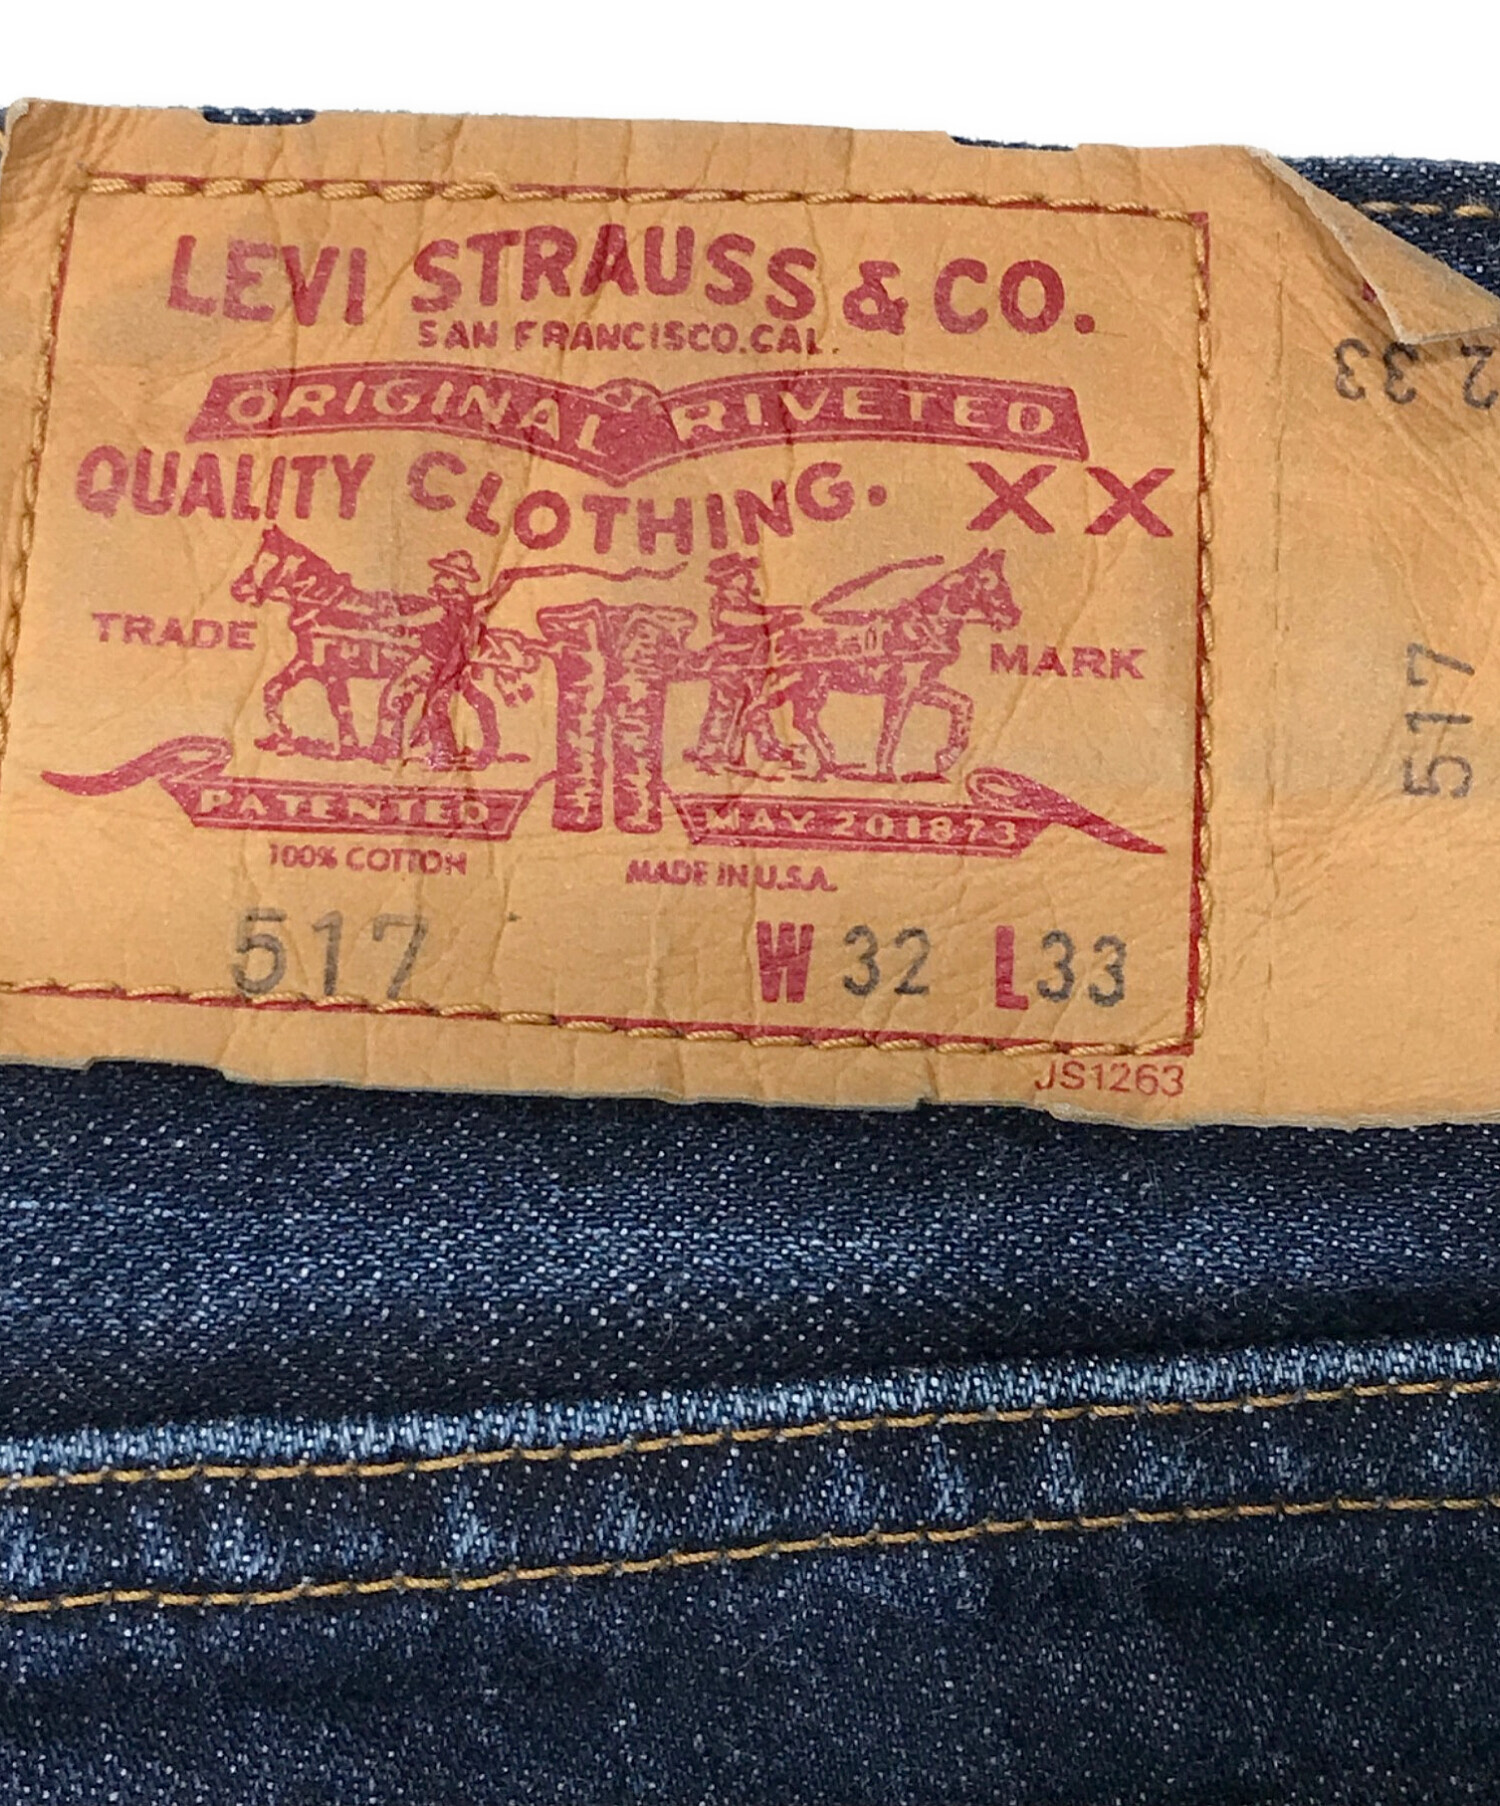 LEVI STRAUSS & CO.
SAN FRANCISCO.CAL.
ORIGINAL RIVETED
QUALITY CLOTHING. XX
TRADE MARK
PATENTED MAY 20 1873
100% COTTON MADE IN U.S.A.
517 W 32 L 33
JS1263
2 33
517